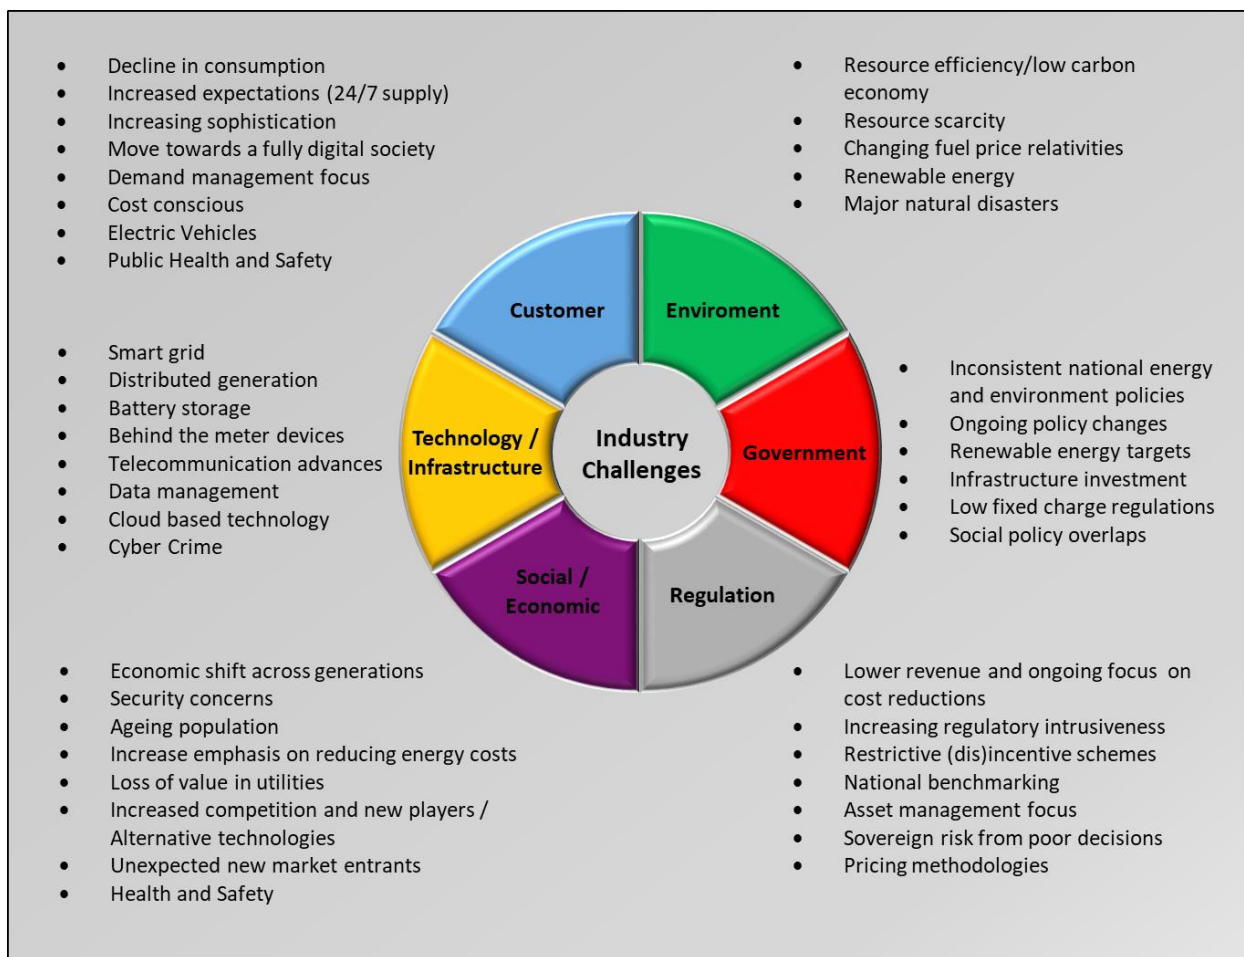 • Decline in consumption
• Increased expectations (24/7 supply)
• Increasing sophistication
• Move towards a fully digital society
• Demand management focus
• Cost conscious
• Electric Vehicles
• Public Health and Safety
• Resource efficiency/low carbon
economy
• Resource scarcity
• Changing fuel price relativities
• Renewable energy
• Major natural disasters
Customer
Enviroment
• Smart grid
• Distributed generation
• Battery storage
• Behind the meter devices
• Telecommunication advances
• Data management
• Cloud based technology
• Cyber Crime
Technology /
Infrastructure
Industry
Challenges
Government
• Inconsistent national energy
and environment policies
• Ongoing policy changes
• Renewable energy targets
• Infrastructure investment
• Low fixed charge regulations
• Social policy overlaps
Social /
Economic
Regulation
• Economic shift across generations
• Security concerns
• Ageing population
• Increase emphasis on reducing energy costs
• Loss of value in utilities
• Increased competition and new players /
Alternative technologies
• Unexpected new market entrants
• Health and Safety
• Lower revenue and ongoing focus on
cost reductions
• Increasing regulatory intrusiveness
• Restrictive (dis)incentive schemes
• National benchmarking
• Asset management focus
• Sovereign risk from poor decisions
• Pricing methodologies